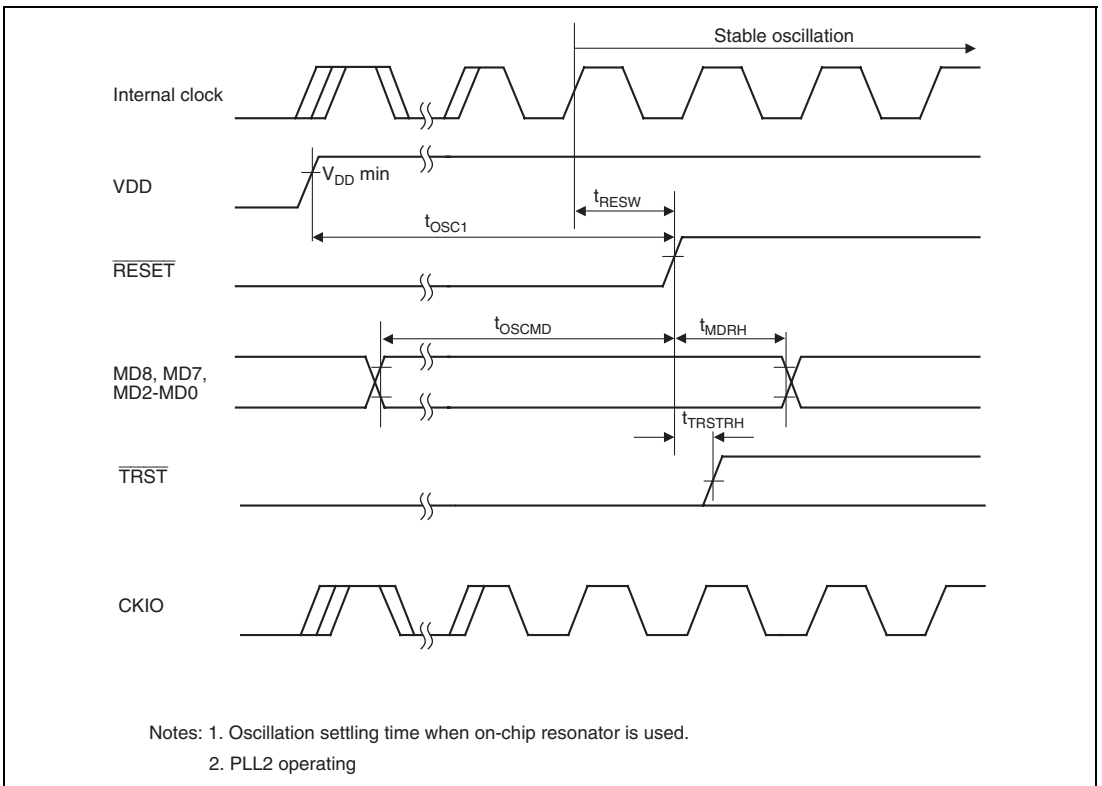 Stable oscillation
Internal clock
VDD
VDD min
tRESW
tOSC1
RESET
tOSCMD
tMDRH
MD8, MD7,
MD2-MD0
tTRSTRH
TRST
CKIO
Notes: 1. Oscillation settling time when on-chip resonator is used.
2. PLL2 operating